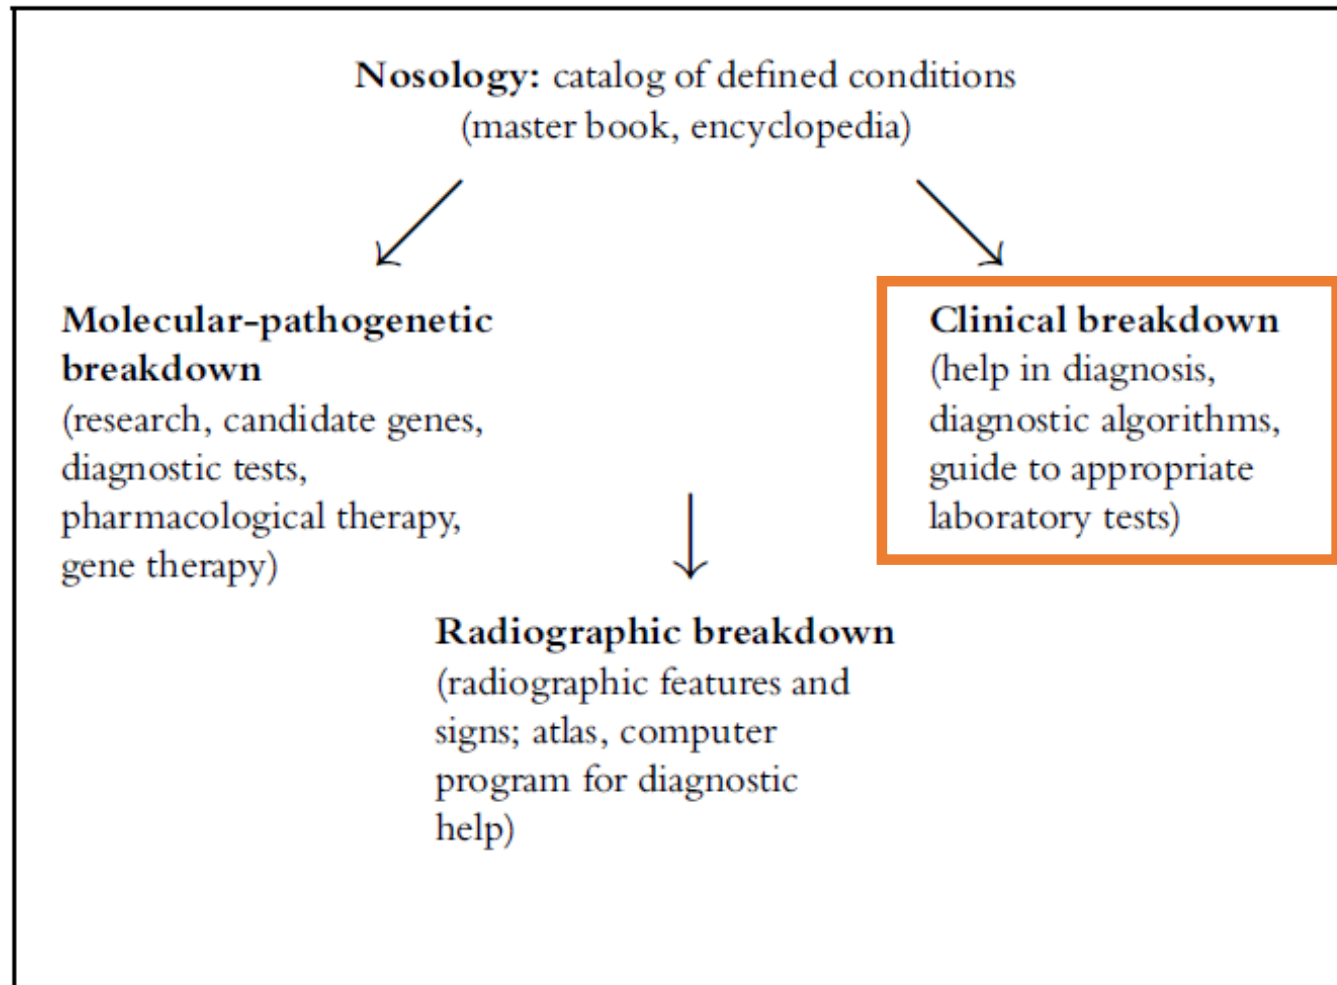 Nosology: catalog of defined conditions
(master book, encyclopedia)
Molecular-pathogenetic
breakdown
(research, candidate genes,
diagnostic tests,
pharmacological therapy,
gene therapy)
Clinical breakdown
(help in diagnosis,
diagnostic algorithms,
guide to appropriate
laboratory tests)
Radiographic breakdown
(radiographic features and
signs; atlas, computer
program for diagnostic
help)